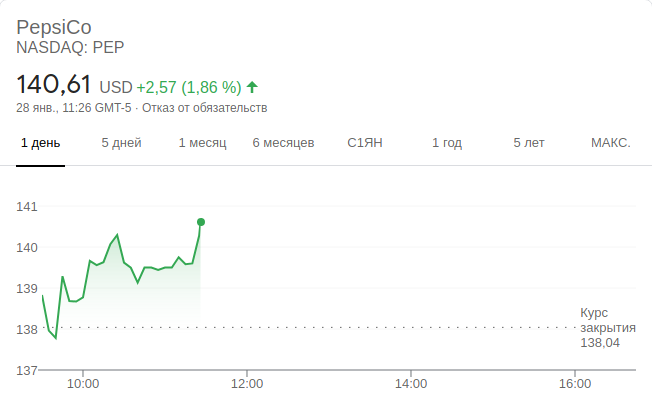 PepsiCo
NASDAQ: PEP
140,61 USD +2,57 (1,86 %)
28 янв., 11:26 GMT-5 · Отказ от обязательств
1 день 5 дней 1 месяц 6 месяцев С1ЯН 1 год 5 лет МАКС.
141
140
139
138
137
Курс
закрытия
138,04
10:00 12:00 14:00 16:00